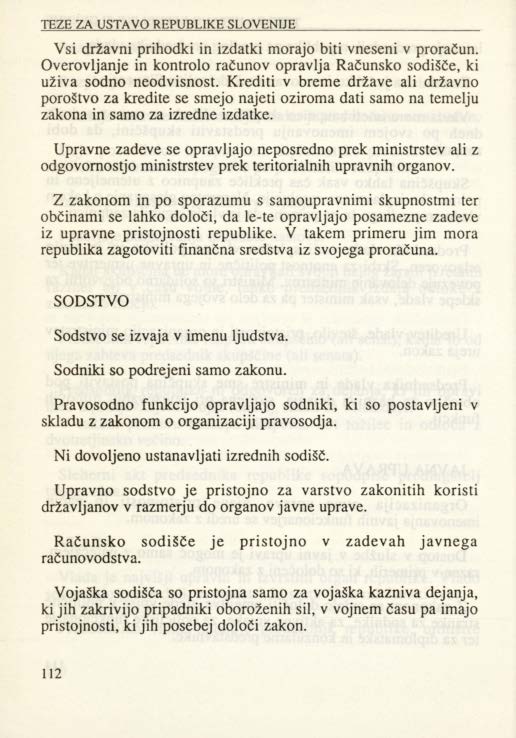 TEZE ZA USTAVO REPUBLIKE SLOVENIJE
Vsi državni prihodki in izdatki morajo biti vneseni v proračun.
Overovljanje in kontrolo računov opravlja Računsko sodišče, ki
uživa sodno neodvisnost. Krediti v breme države ali državno
poroštvo za kredite se smejo najeti oziroma dati samo na temelju
zakona in samo za izredne izdatke.
Upravne zadeve se opravljajo neposredno prek ministrstev ali z
odgovornostjo ministrstev prek teritorialnih upravnih organov.
Z zakonom in po sporazumu s samoupravnimi skupnostmi ter
občinami se lahko določi, da le-te opravljajo posamezne zadeve
iz upravne pristojnosti republike. V takem primeru jim mora
republika zagotoviti finančna sredstva iz svojega proračuna.
SODSTVO
Sodstvo se izvaja v imenu ljudstva.
Sodniki so podrejeni samo zakonu.
Pravosodno funkcijo opravljajo sodniki, ki so postavljeni v
skladu z zakonom o organizaciji pravosodja.
Ni dovoljeno ustanavljati izrednih sodišč.
Upravno sodstvo je pristojno za varstvo zakonitih koristi
državljanov v razmerju do organov javne uprave.
Računsko sodišče je pristojno v zadevah javnega
računovodstva.
Vojaška sodišča so pristojna samo za vojaška kazniva dejanja,
ki jih zakrivijo pripadniki oboroženih sil, v vojnem času pa imajo
pristojnosti, ki jih posebej določi zakon.
112